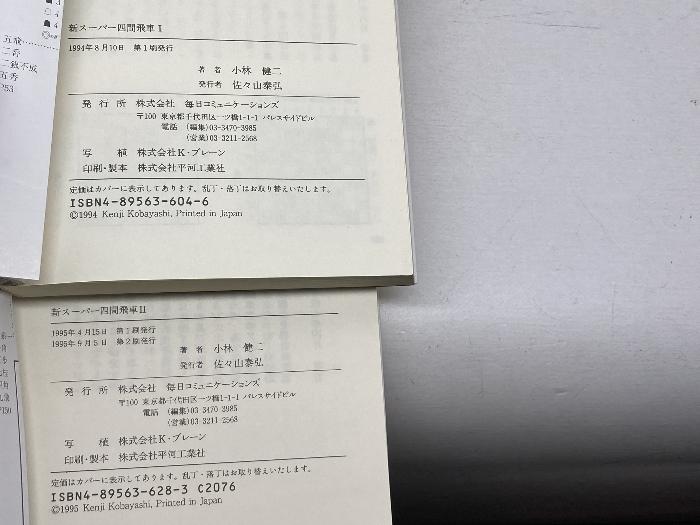 新スーパー四間飛車 I
1994年8月10日 第1刷発行
著 者 小林 健二
発行者 佐々山泰弘
発行所 株式会社 毎日コミュニケーションズ
〒100 東京都千代田区一ツ橋1-1-1 パレスサイドビル
電話 (編集)03-3470-3985
(営業)03-3211-2568
写 植 株式会社K・ブレーン
印刷・製本 株式会社平河工業社
定価はカバーに表示してあります。乱丁・落丁はお取り替えいたします。
ISBN4-89563-604-6
©1994 Kenji Kobayashi, Printed in Japan
新スーパー四間飛車II
1995年4月15日 第1刷発行
1995年9月5日 第2刷発行
著 者 小林 健二
発行者 佐々山泰弘
発行所 株式会社 毎日コミュニケーションズ
〒100 東京都千代田区一ツ橋1-1-1 パレスサイドビル
電話 (編集)03-3470-3985
(営業)03-3211-2568
写 植 株式会社K・ブレーン
印刷・製本 株式会社平河工業社
定価はカバーに表示してあります。乱丁・落丁はお取り替えいたします。
ISBN4-89563-628-3 C2076
©1995 Kenji Kobayashi, Printed in Japan